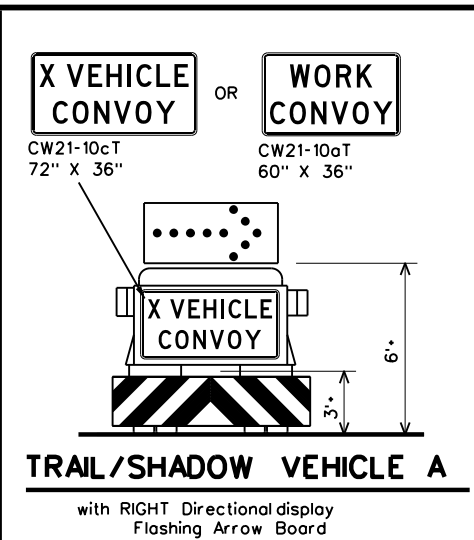 X VEHICLE
CONVOY
OR
WORK
CONVOY
CW21-10cT
72" X 36"
CW21-10aT
60" X 36"
X VEHICLE
CONVOY
6'+
3'+
TRAIL/SHADOW VEHICLE A
with RIGHT Directional display
Flashing Arrow Board